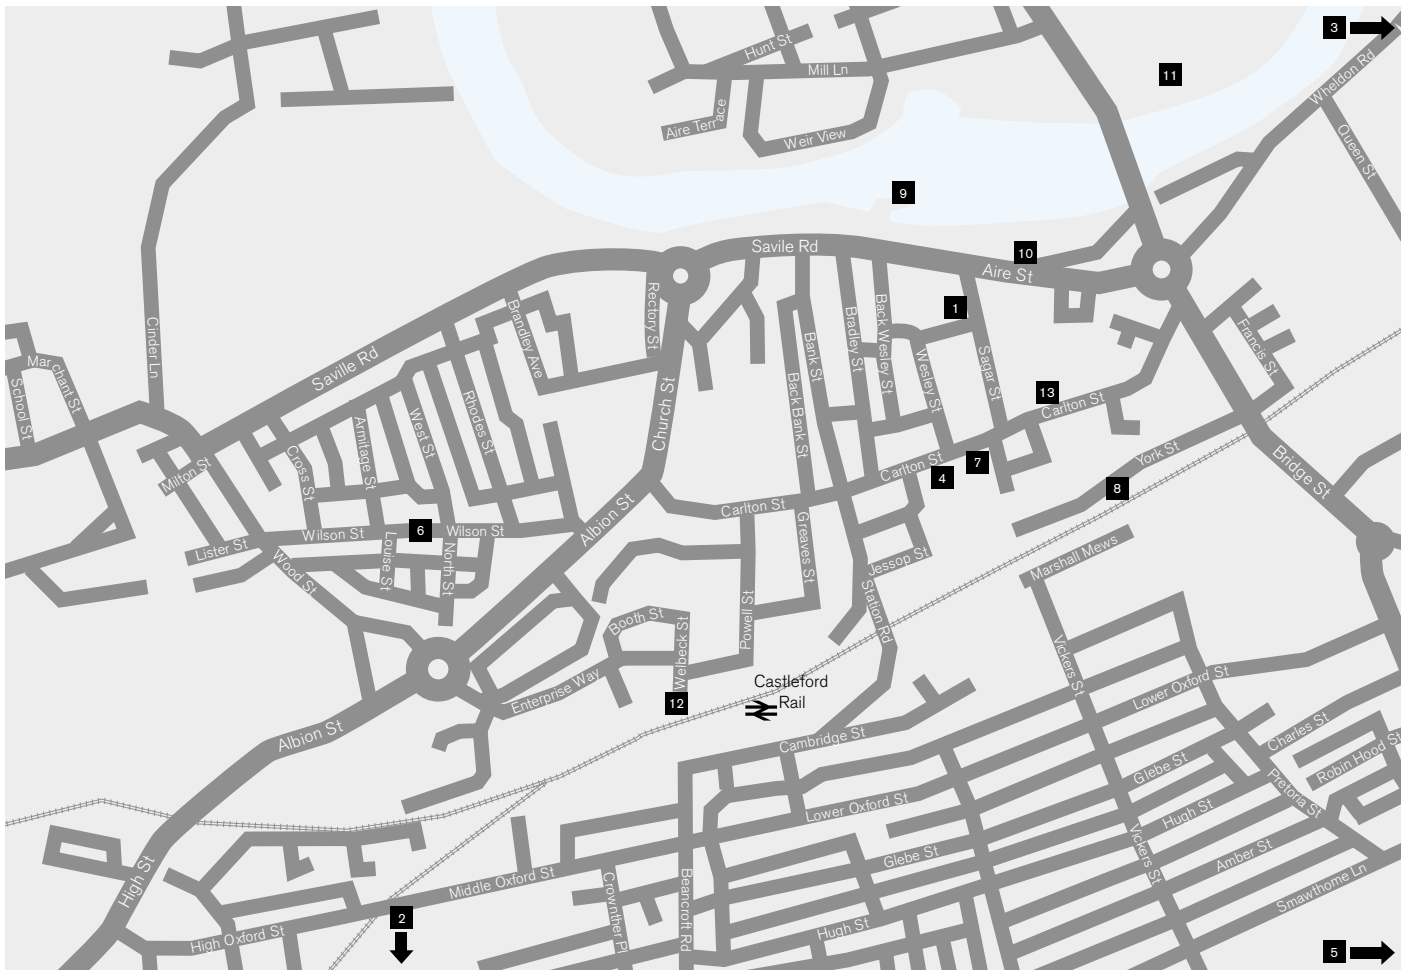 3
11
Hunt St
Mill Ln
Wheldon Rd
Aire Terrace
Weir View
Queen St
9
Savile Rd
10
Aire St
1
Rectory St
Brandley Ave
Cinder Ln
Saville Rd
Marchant St
School St
Bank St
Bradley St
Back Wesley St
Wesley St
Sagar St
Francis St
13
Carlton St
Back Bank St
Church St
Rhodes St
West St
Armitage St
Cross St
Milton St
Carlton St
7
4
York St
Bridge St
8
Carlton St
Albion St
Greaves St
6
Wilson St
Wilson St
Lister St
Wood St
Louise St
North St
Jessop St
Marshall Mews
Station Rd
Powell St
Booth St
Welbeck St
Vickers St
Enterprise Way
12
Castleford
Rail
Lower Oxford St
Albion St
Cambridge St
Charles St
Robin Hood St
Glebe St
Pretoria St
Lower Oxford St
Hugh St
Vickers St
Glebe St
Amber St
High St
Middle Oxford St
Crownther Pl
Beancroft Rd
Smawthorne Ln
2
High Oxford St
Hugh St
5